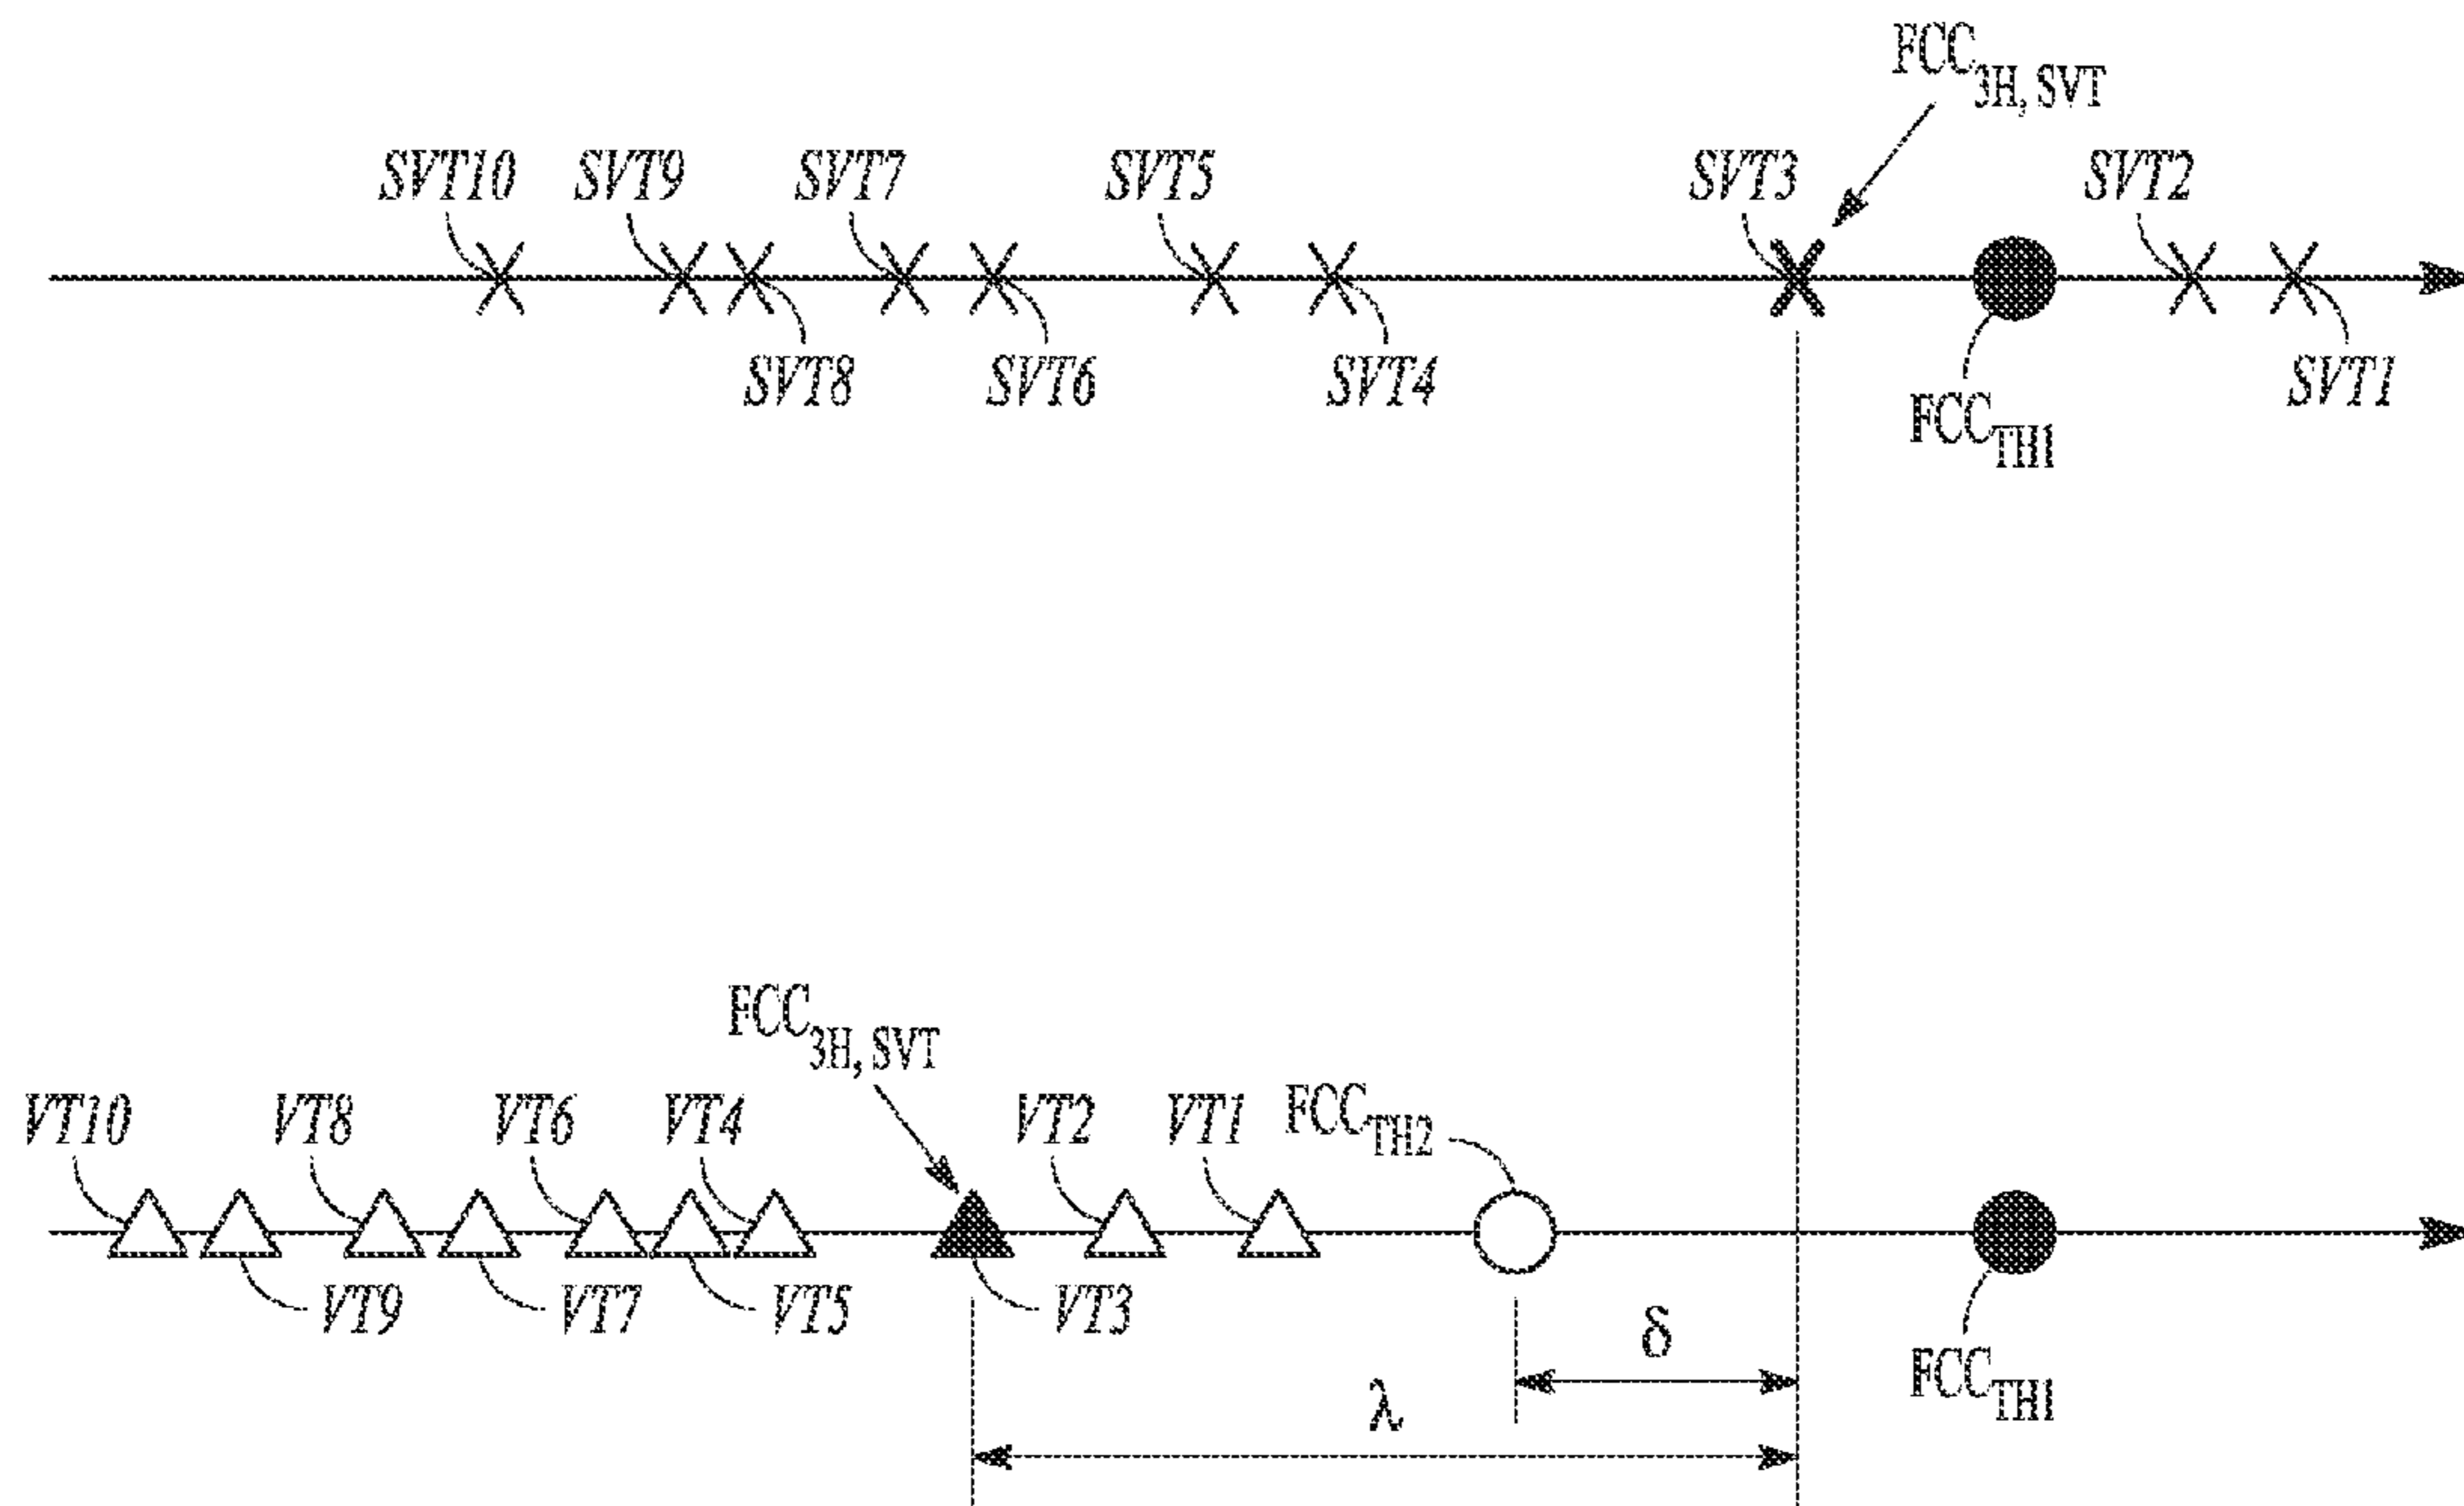 FCC3H, SVT
SVT10 SVT9 SVT7 SVT5 SVT3 SVT2
SVT8 SVT6 SVT4 FCCTH1 SVT1
FCC3H, SVT
VT10 VT8 VT6 VT4 VT2 VT1 FCCTH2
VT9 VT7 VT5 VT3 δ
λ FCCTH1